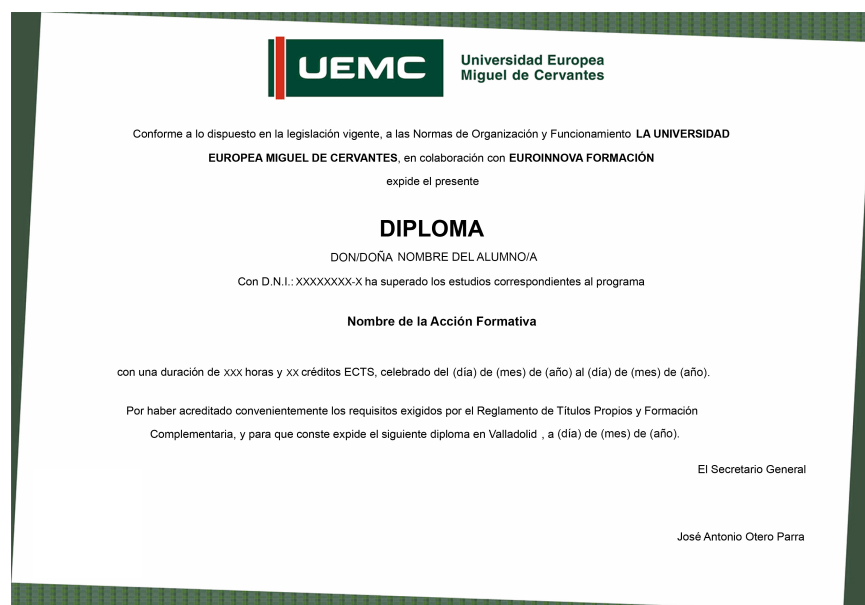 UEMC
Universidad Europea
Miguel de Cervantes
Conforme a lo dispuesto en la legislación vigente, a las Normas de Organización y Funcionamiento LA UNIVERSIDAD
EUROPEA MIGUEL DE CERVANTES, en colaboración con EUROINNOVA FORMACIÓN
expide el presente
DIPLOMA
DON/DOÑA NOMBRE DEL ALUMNO/A
Con D.N.I.: XXXXXXXX-X ha superado los estudios correspondientes al programa
Nombre de la Acción Formativa
con una duración de XXX horas y XX créditos ECTS, celebrado del (día) de (mes) de (año) al (día) de (mes) de (año).
Por haber acreditado convenientemente los requisitos exigidos por el Reglamento de Títulos Propios y Formación
Complementaria, y para que conste expide el siguiente diploma en Valladolid , a (día) de (mes) de (año).
El Secretario General
José Antonio Otero Parra